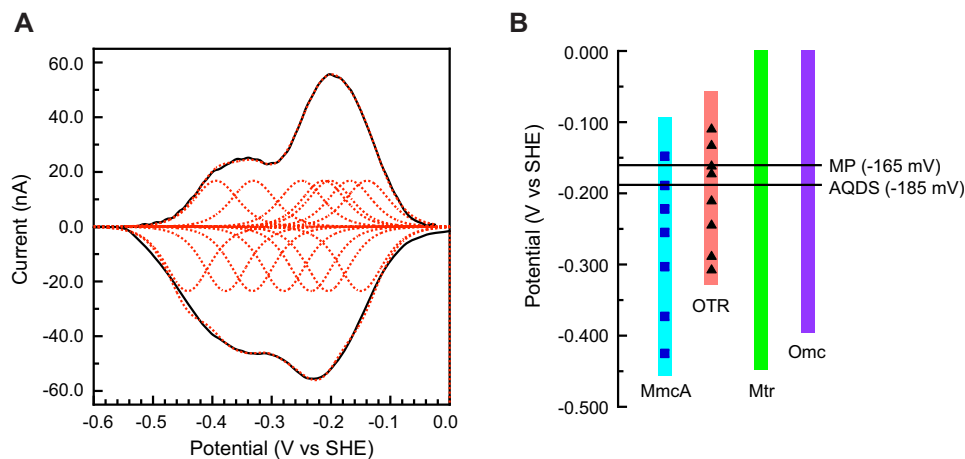 A
60.0
40.0
20.0
0.0
-20.0
-40.0
-60.0
Current (nA)
-0.6
-0.5
-0.4
-0.3
-0.2
-0.1
0.0
Potential (V vs SHE)
B
0.000
-0.100
-0.200
-0.300
-0.400
-0.500
Potential (V vs SHE)
MP (-165 mV)
AQDS (-185 mV)
OTR
Omc
MmcA
Mtr